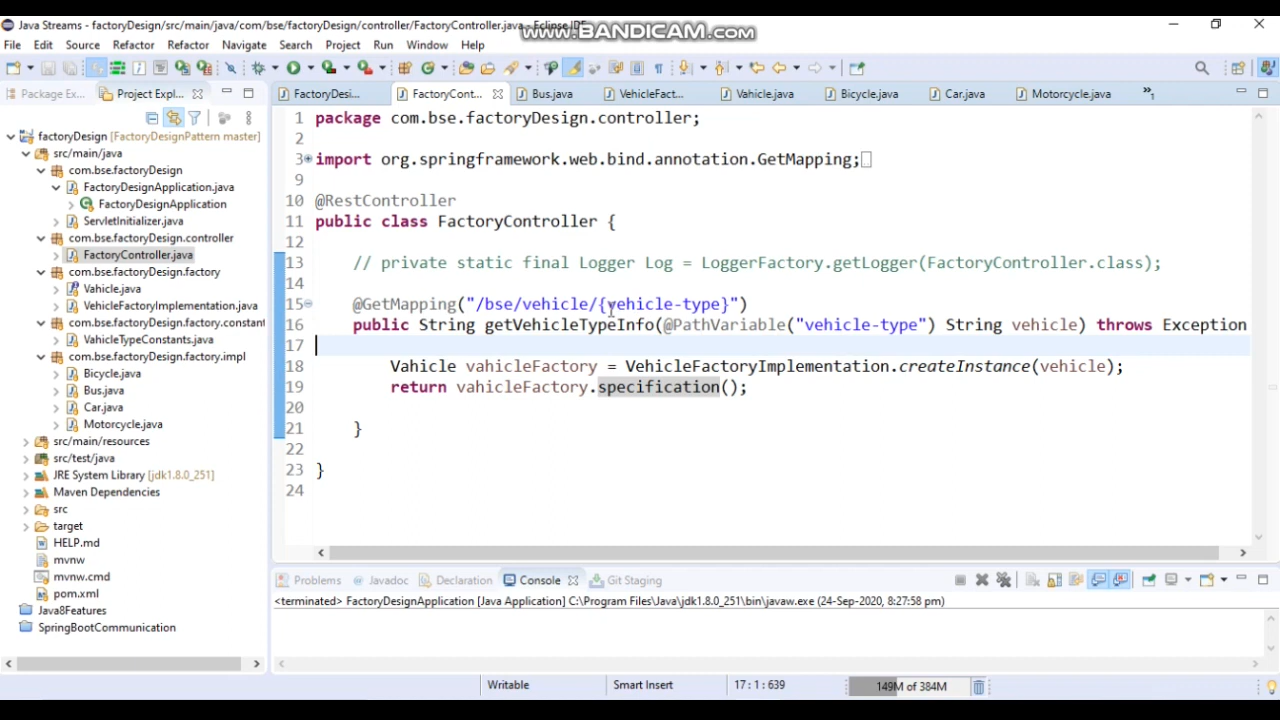 Java Streams - factoryDesign/src/main/java/com/bse/factoryDesign/controller/FactoryController.java - Eclipse IDE
www.BANDICAM.com
File Edit Source Refactor Refactor Navigate Search Project Run Window Help
Package Ex... Project Expl...
FactoryDesi... FactoryCont... Bus.java VehicleFact... Vahicle.java Bicycle.java Car.java Motorcycle.java »1
factoryDesign [FactoryDesignPattern master]
src/main/java
com.bse.factoryDesign
FactoryDesignApplication.java
FactoryDesignApplication
ServletInitializer.java
com.bse.factoryDesign.controller
FactoryController.java
com.bse.factoryDesign.factory
Vahicle.java
VehicleFactoryImplementation.java
com.bse.factoryDesign.factory.constant
VahicleTypeConstants.java
com.bse.factoryDesign.factory.impl
Bicycle.java
Bus.java
Car.java
Motorcycle.java
src/main/resources
src/test/java
JRE System Library [jdk1.8.0_251]
Maven Dependencies
src
target
HELP.md
mvnw
mvnw.cmd
pom.xml
Java8Features
SpringBootCommunication
1 package com.bse.factoryDesign.controller;
2
3 import org.springframework.web.bind.annotation.GetMapping;
9
10 @RestController
11 public class FactoryController {
12
13 // private static final Logger Log = LoggerFactory.getLogger(FactoryController.class);
14
15 @GetMapping("/bse/vehicle/{vehicle-type}")
16 public String getVehicleTypeInfo(@PathVariable("vehicle-type") String vehicle) throws Exception
17
18 Vahicle vahicleFactory = VehicleFactoryImplementation.createInstance(vehicle);
19 return vahicleFactory.specification();
20
21 }
22
23 }
24
Problems Javadoc Declaration Console Git Staging
<terminated> FactoryDesignApplication [Java Application] C:\Program Files\Java\jdk1.8.0_251\bin\javaw.exe (24-Sep-2020, 8:27:58 pm)
Writable Smart Insert 17:1:639 149M of 384M